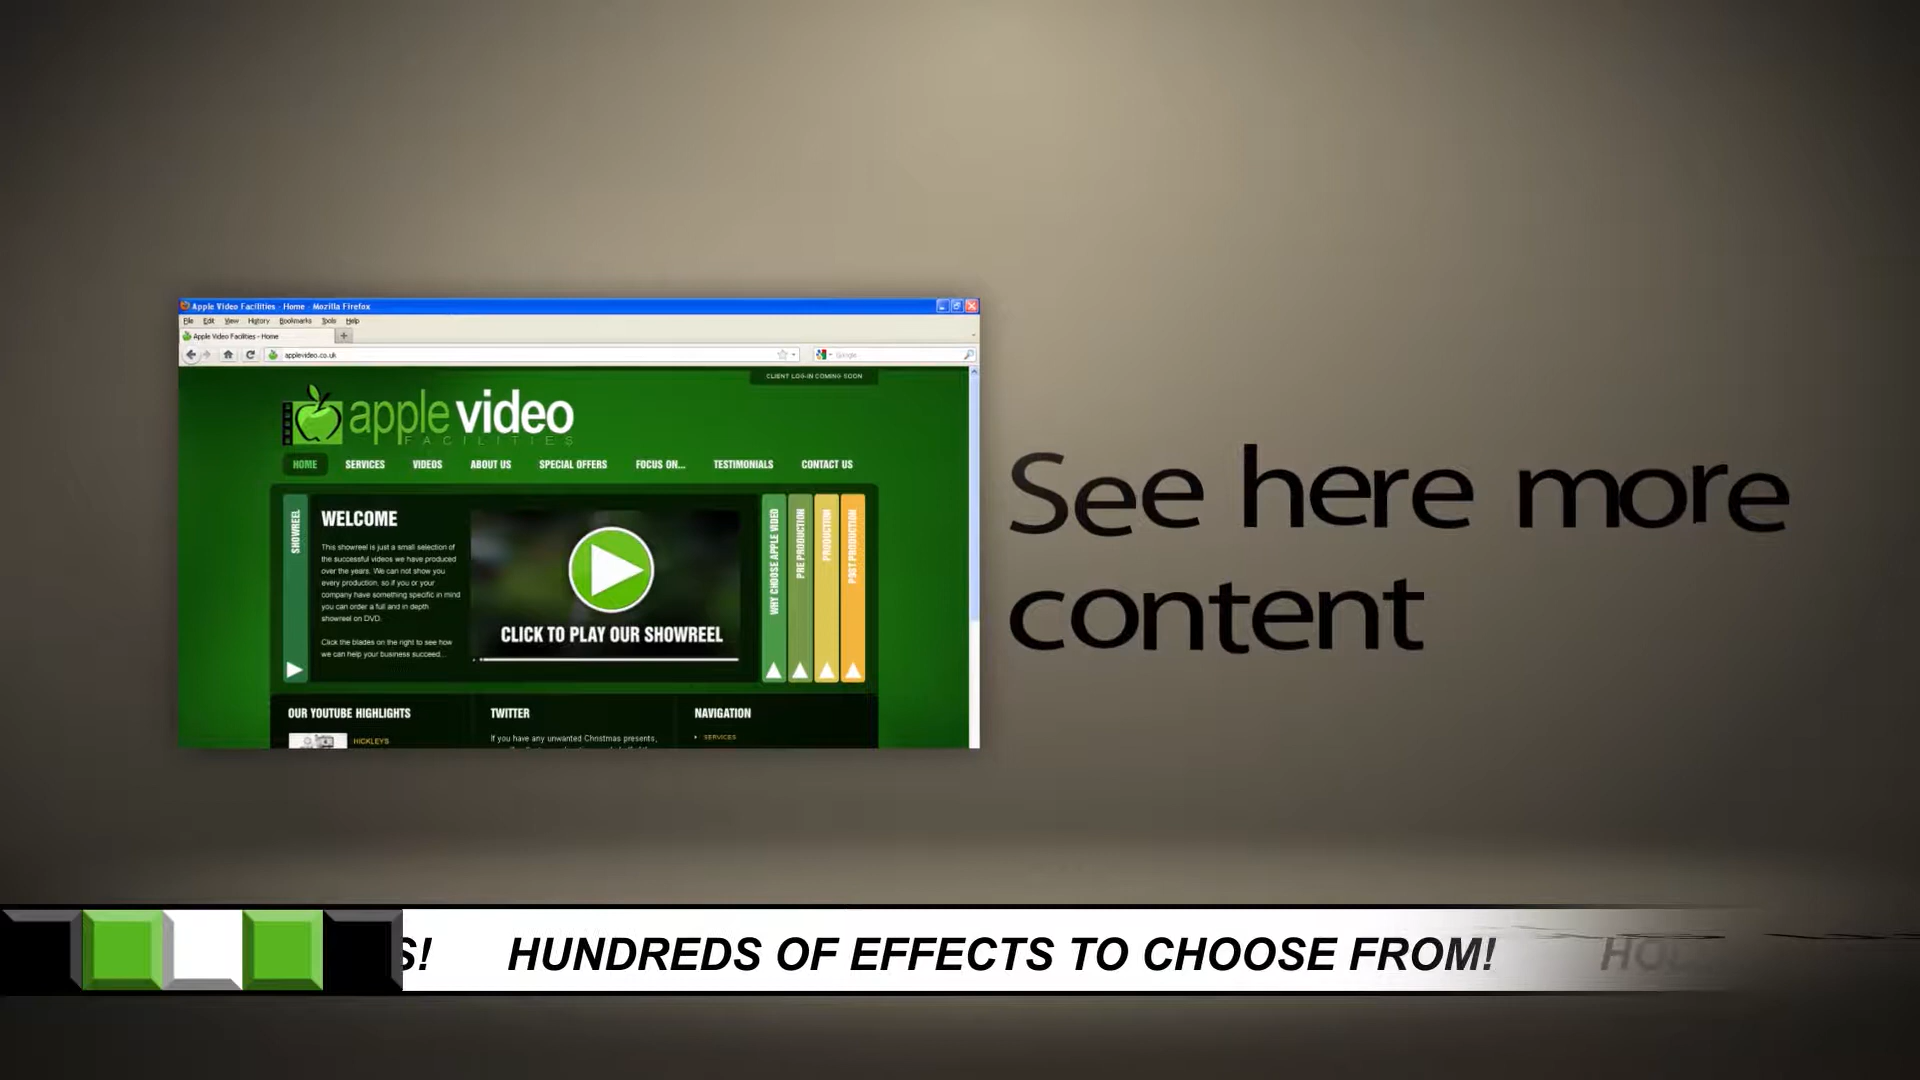 Apple Video Facilities - Home - Mozilla Firefox
File Edit View History Bookmarks Tools Help
Apple Video Facilities - Home
applevideo.co.uk
Google
CLIENT LOG-IN COMING SOON
apple video
FACILITIES
HOME SERVICES VIDEOS ABOUT US SPECIAL OFFERS FOCUS ON... TESTIMONIALS CONTACT US
SHOWREEL
WELCOME
This showreel is just a small selection of
the successful videos we have produced
over the years. We can not show you
every production, so if you or your
company have something specific in mind
you can order a full and in depth
showreel on DVD.
Click the blades on the right to see how
we can help your business succeed...
CLICK TO PLAY OUR SHOWREEL
WHY CHOOSE APPLE VIDEO
PRE PRODUCTION
PRODUCTION
POST PRODUCTION
OUR YOUTUBE HIGHLIGHTS
HICKLEYS
TWITTER
If you have any unwanted Christmas presents,
NAVIGATION
SERVICES
See here more
content
S! HUNDREDS OF EFFECTS TO CHOOSE FROM!